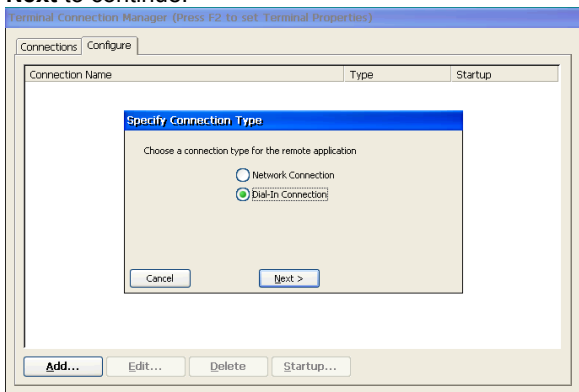 Next to continue.
Terminal Connection Manager (Press F2 to set Terminal Properties)
Connections Configure
Connection Name Type Startup
Specify Connection Type
Choose a connection type for the remote application
Network Connection
Dial-In Connection
Cancel Next >
Add... Edit... Delete Startup...